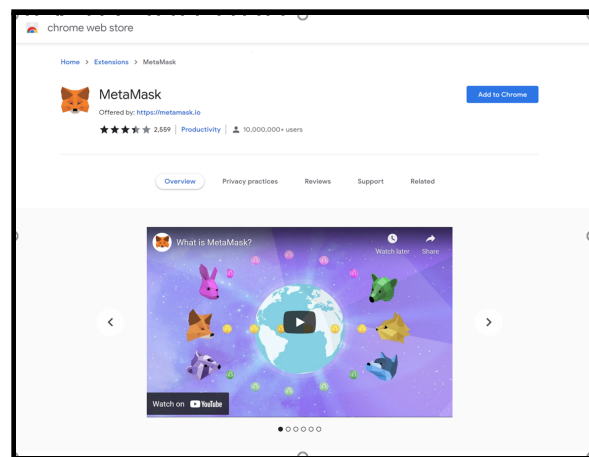 chrome web store
Home > Extensions > MetaMask
MetaMask
Add to Chrome
Offered by: https://metamask.io
2,559 | Productivity | 10,000,000+ users
Overview Privacy practices Reviews Support Related
What is MetaMask?
Watch later Share
Watch on YouTube